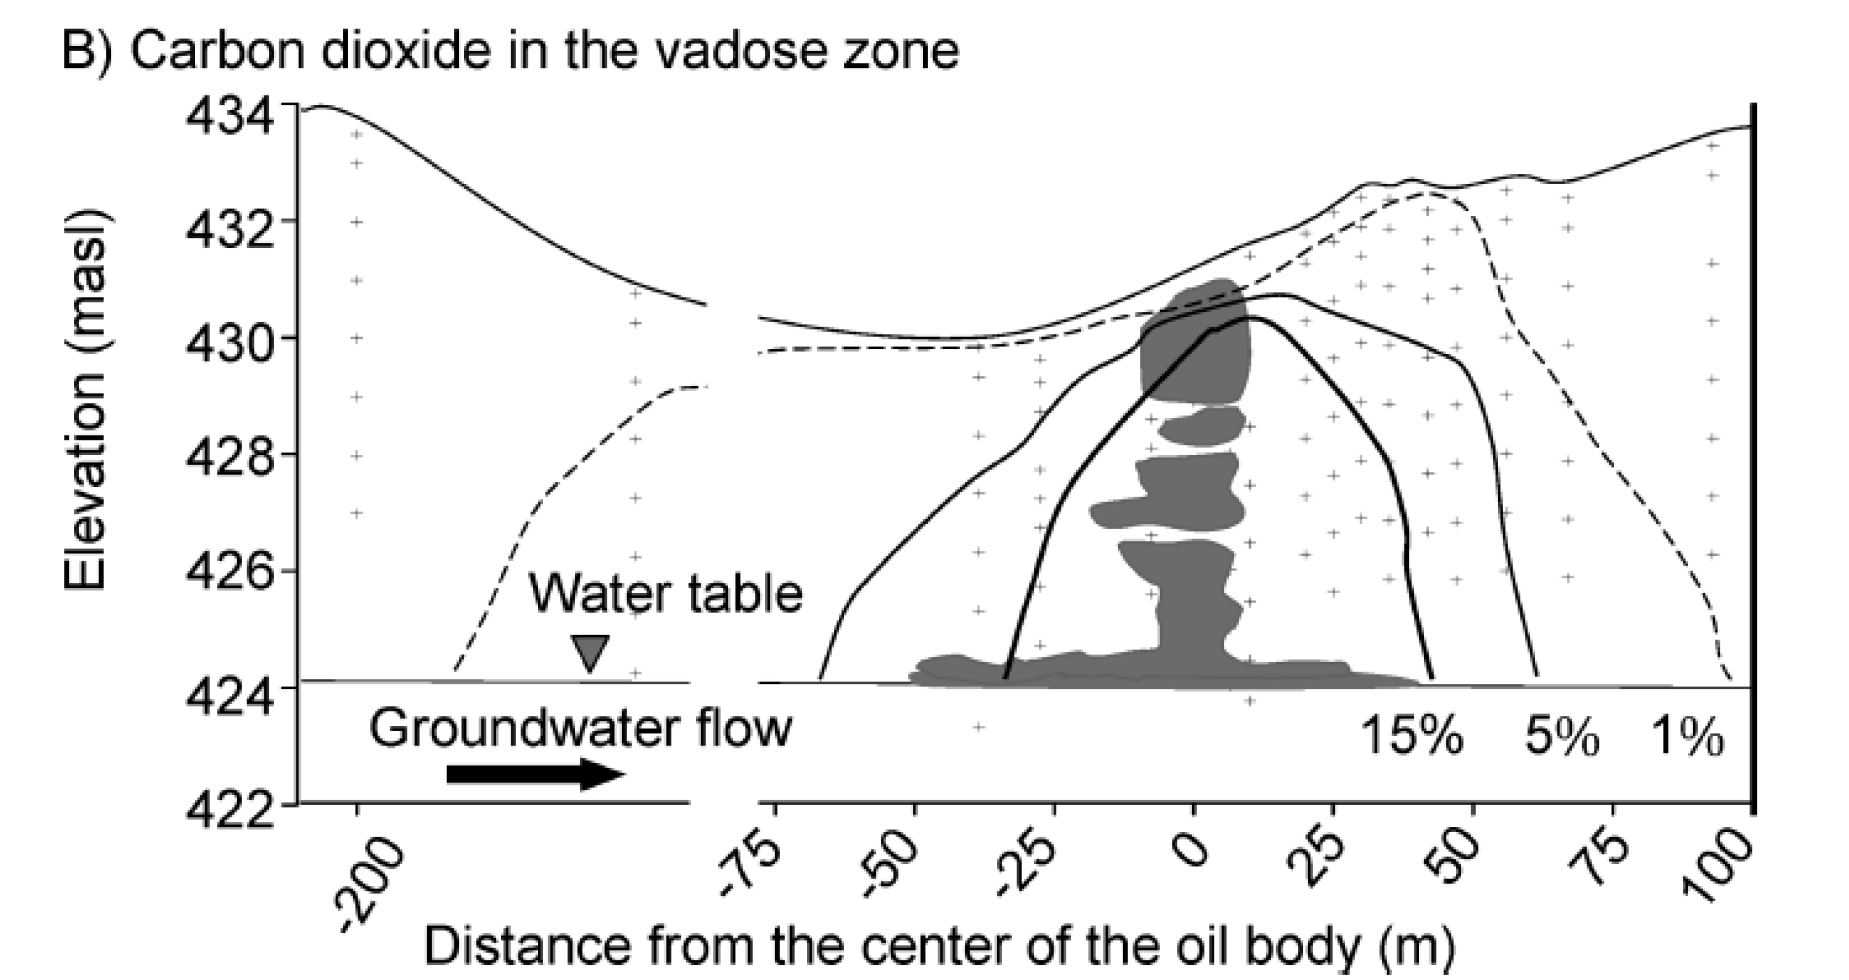 B) Carbon dioxide in the vadose zone
Elevation (masl)
434
432
430
428
426
424
422
Water table
Groundwater flow
15% 5% 1%
-200 -75 -50 -25 0 25 50 75 100
Distance from the center of the oil body (m)